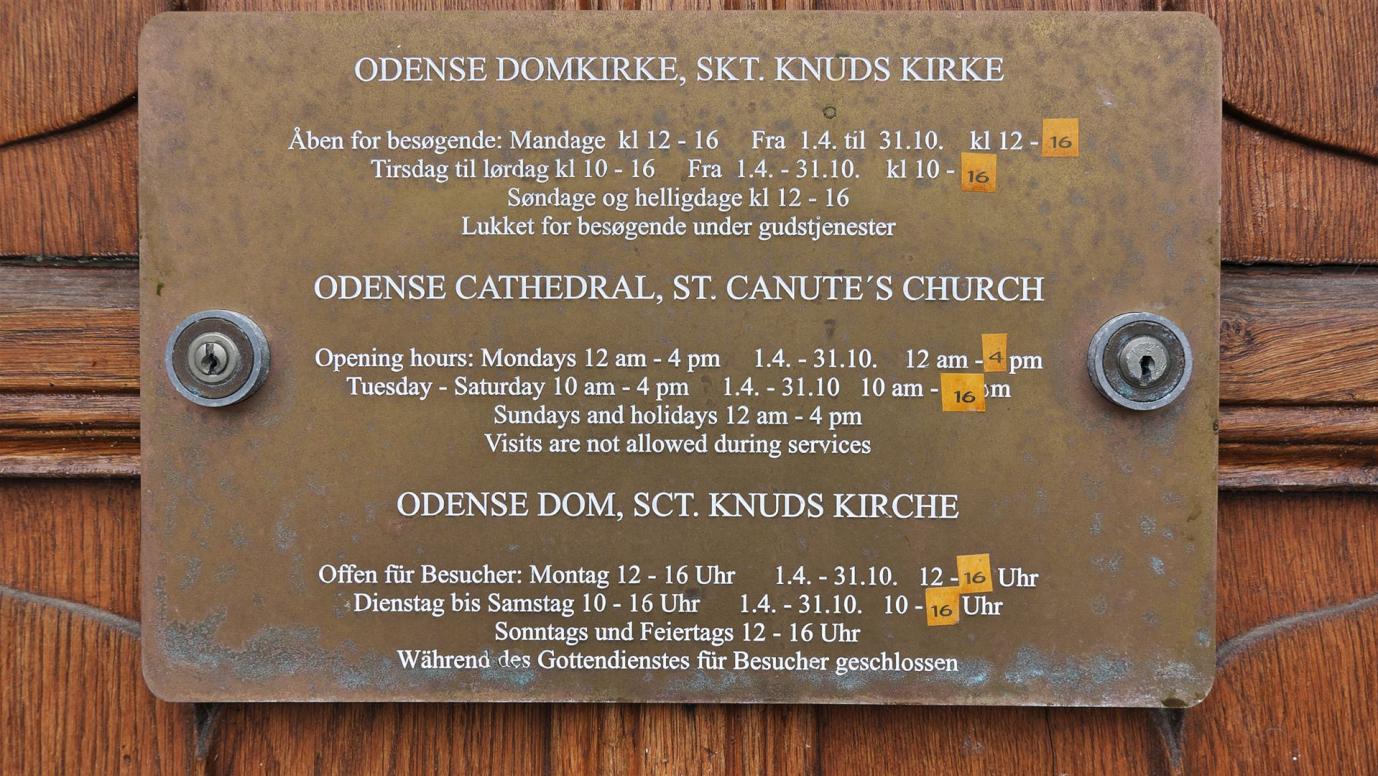 ODENSE DOMKIRKE, SKT. KNUDS KIRKE
Åben for besøgende: Mandage kl 12 - 16 Fra 1.4. til 31.10. kl 12 - 16
Tirsdag til lørdag kl 10 - 16 Fra 1.4. - 31.10. kl 10 - 16
Søndage og helligdage kl 12 - 16
Lukket for besøgende under gudstjenester
ODENSE CATHEDRAL, ST. CANUTE´S CHURCH
Opening hours: Mondays 12 am - 4 pm 1.4. - 31.10. 12 am - 4 pm
Tuesday - Saturday 10 am - 4 pm 1.4. - 31.10 10 am - 16 m
Sundays and holidays 12 am - 4 pm
Visits are not allowed during services
ODENSE DOM, SCT. KNUDS KIRCHE
Offen für Besucher: Montag 12 - 16 Uhr 1.4. - 31.10. 12 - 16 Uhr
Dienstag bis Samstag 10 - 16 Uhr 1.4. - 31.10. 10 - 16 Uhr
Sonntags und Feiertags 12 - 16 Uhr
Während des Gottendienstes für Besucher geschlossen